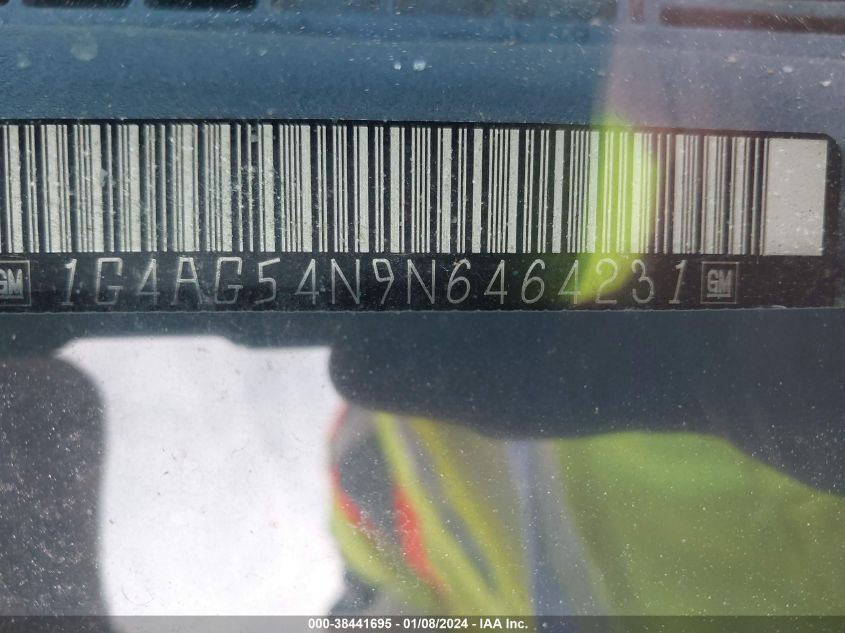 GM 1G4AG54N9N6464231 GM
000-38441695 - 01/08/2024 - IAA Inc.